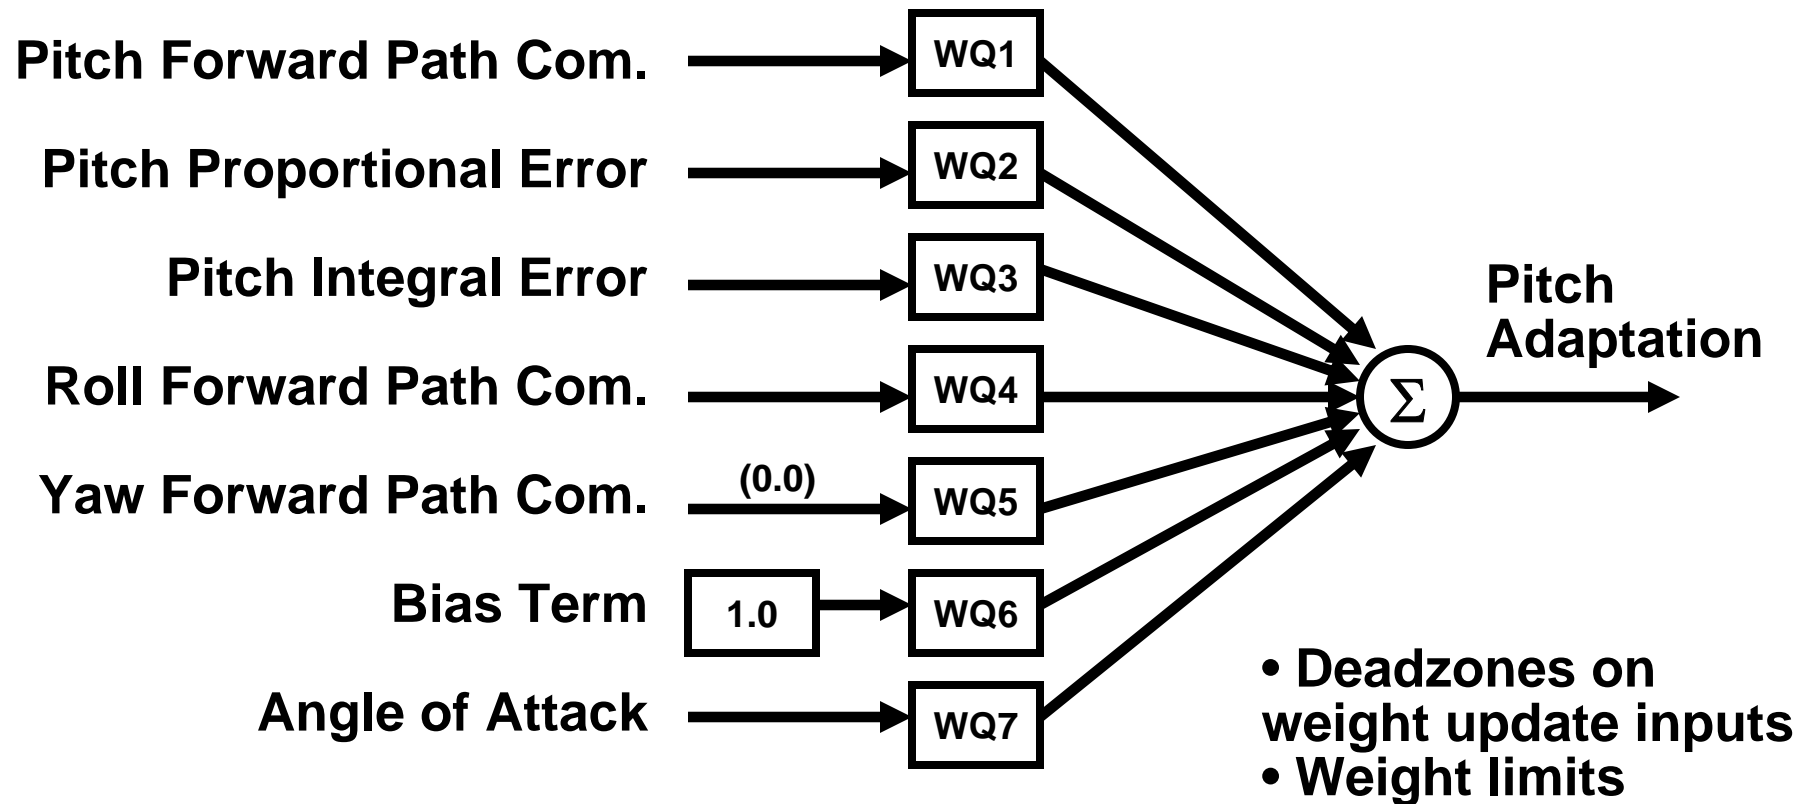 Pitch Forward Path Com.
WQ1
Pitch Proportional Error
WQ2
Pitch Integral Error
WQ3
Roll Forward Path Com.
WQ4
Yaw Forward Path Com.
(0.0)
WQ5
Bias Term
1.0
WQ6
Angle of Attack
WQ7
Σ
Pitch
Adaptation
• Deadzones on
weight update inputs
• Weight limits